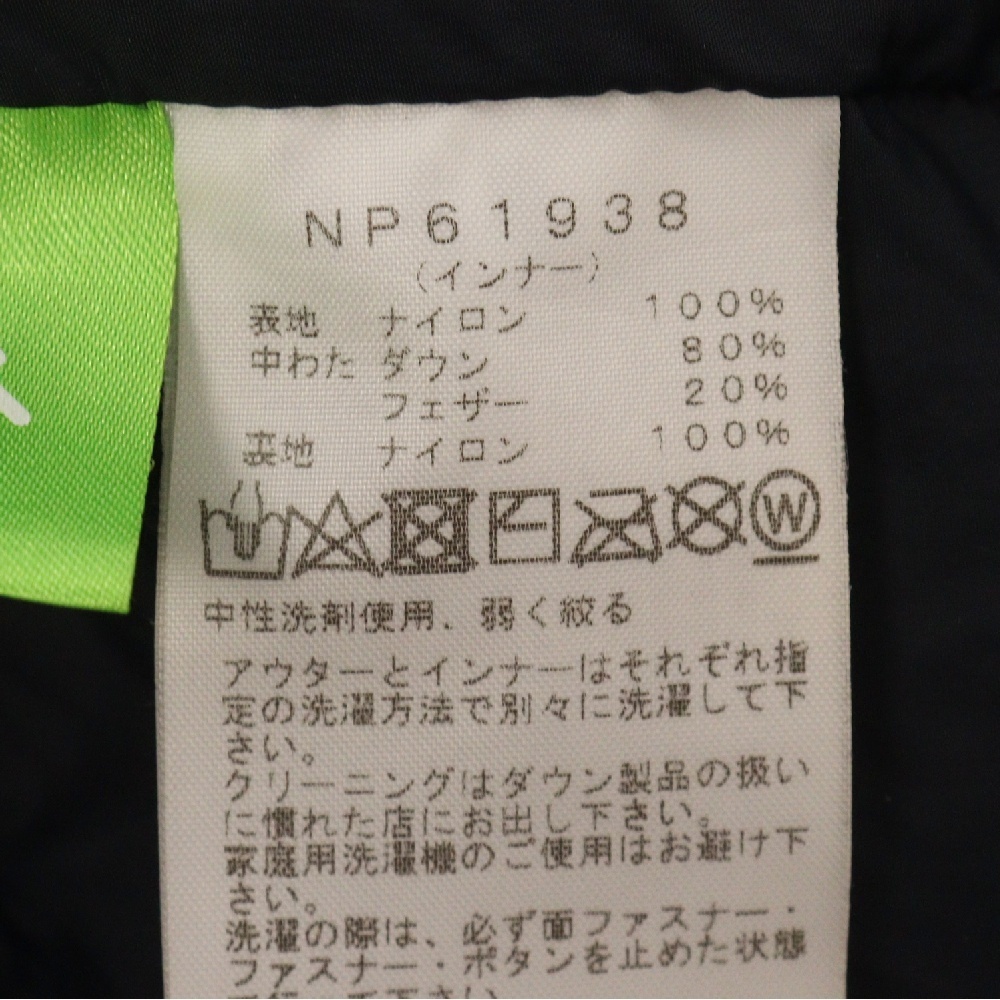 NP61938
（インナー）
表地 ナイロン 100%
中わた ダウン 80%
フェザー 20%
裏地 ナイロン 100%
W
中性洗剤使用、弱く絞る
アウターとインナーはそれぞれ指
定の洗濯方法で別々に洗濯して下
さい。
クリーニングはダウン製品の扱い
に慣れた店にお出し下さい。
家庭用洗濯機のご使用はお避け下
さい。
洗濯の際は、必ず面ファスナー・
ファスナー・ボタンを止めた状態